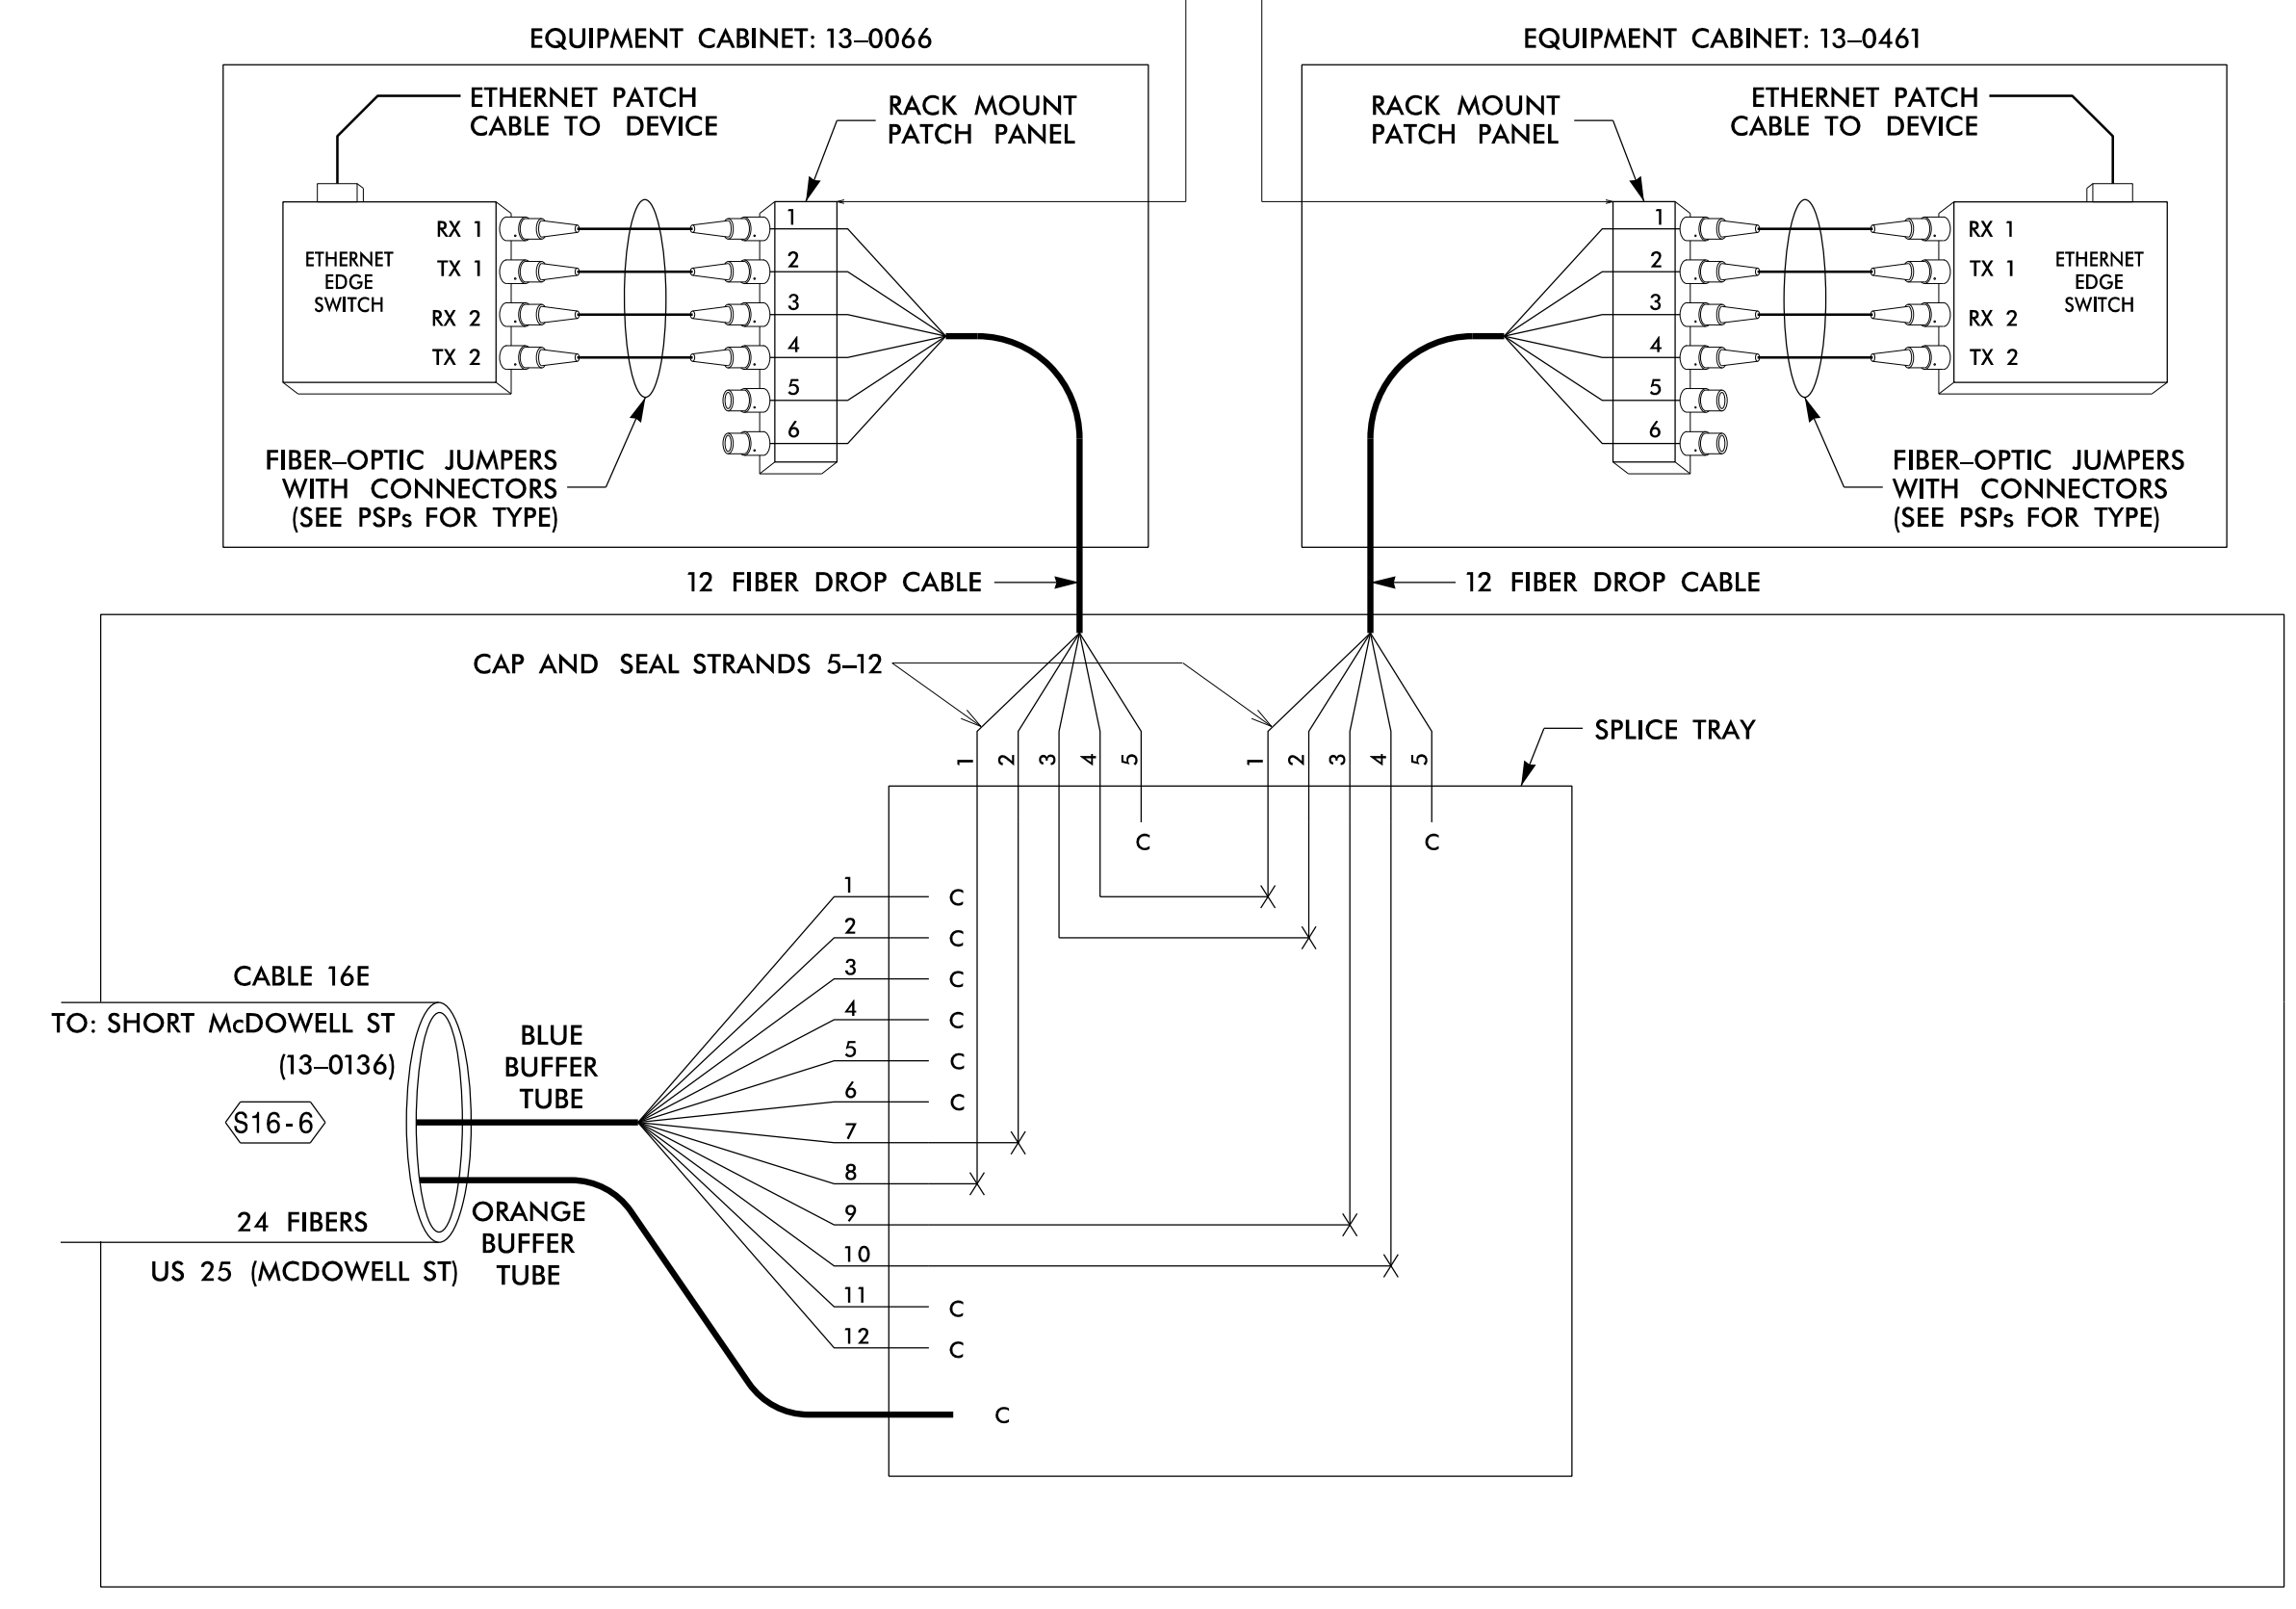 EQUIPMENT CABINET: 13–0066
ETHERNET PATCH
CABLE TO DEVICE
RACK MOUNT
PATCH PANEL
RX 1
TX 1
RX 2
TX 2
ETHERNET
EDGE
SWITCH
1
2
3
4
5
6
FIBER–OPTIC JUMPERS
WITH CONNECTORS
(SEE PSPs FOR TYPE)
EQUIPMENT CABINET: 13–0461
RACK MOUNT
PATCH PANEL
ETHERNET PATCH
CABLE TO DEVICE
1
2
3
4
5
6
RX 1
TX 1
RX 2
TX 2
ETHERNET
EDGE
SWITCH
FIBER–OPTIC JUMPERS
WITH CONNECTORS
(SEE PSPs FOR TYPE)
12 FIBER DROP CABLE
12 FIBER DROP CABLE
CAP AND SEAL STRANDS 5–12
SPLICE TRAY
1
2
3
4
5
1
2
3
4
5
C
C
1 C
2 C
3 C
4 C
5 C
6 C
7
8
9
10
11 C
12 C
C
CABLE 16E
TO: SHORT McDOWELL ST
(13–0136)
S16-6
24 FIBERS
US 25 (MCDOWELL ST)
BLUE
BUFFER
TUBE
ORANGE
BUFFER
TUBE